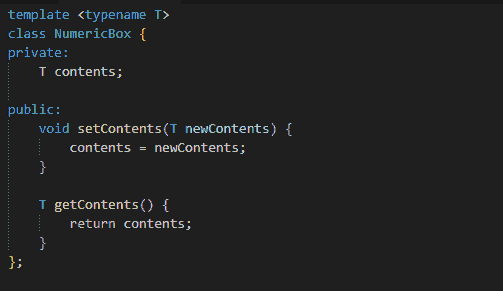 template <typename T>
class NumericBox {
private:
    T contents;

public:
    void setContents(T newContents) {
        contents = newContents;
    }

    T getContents() {
        return contents;
    }
};